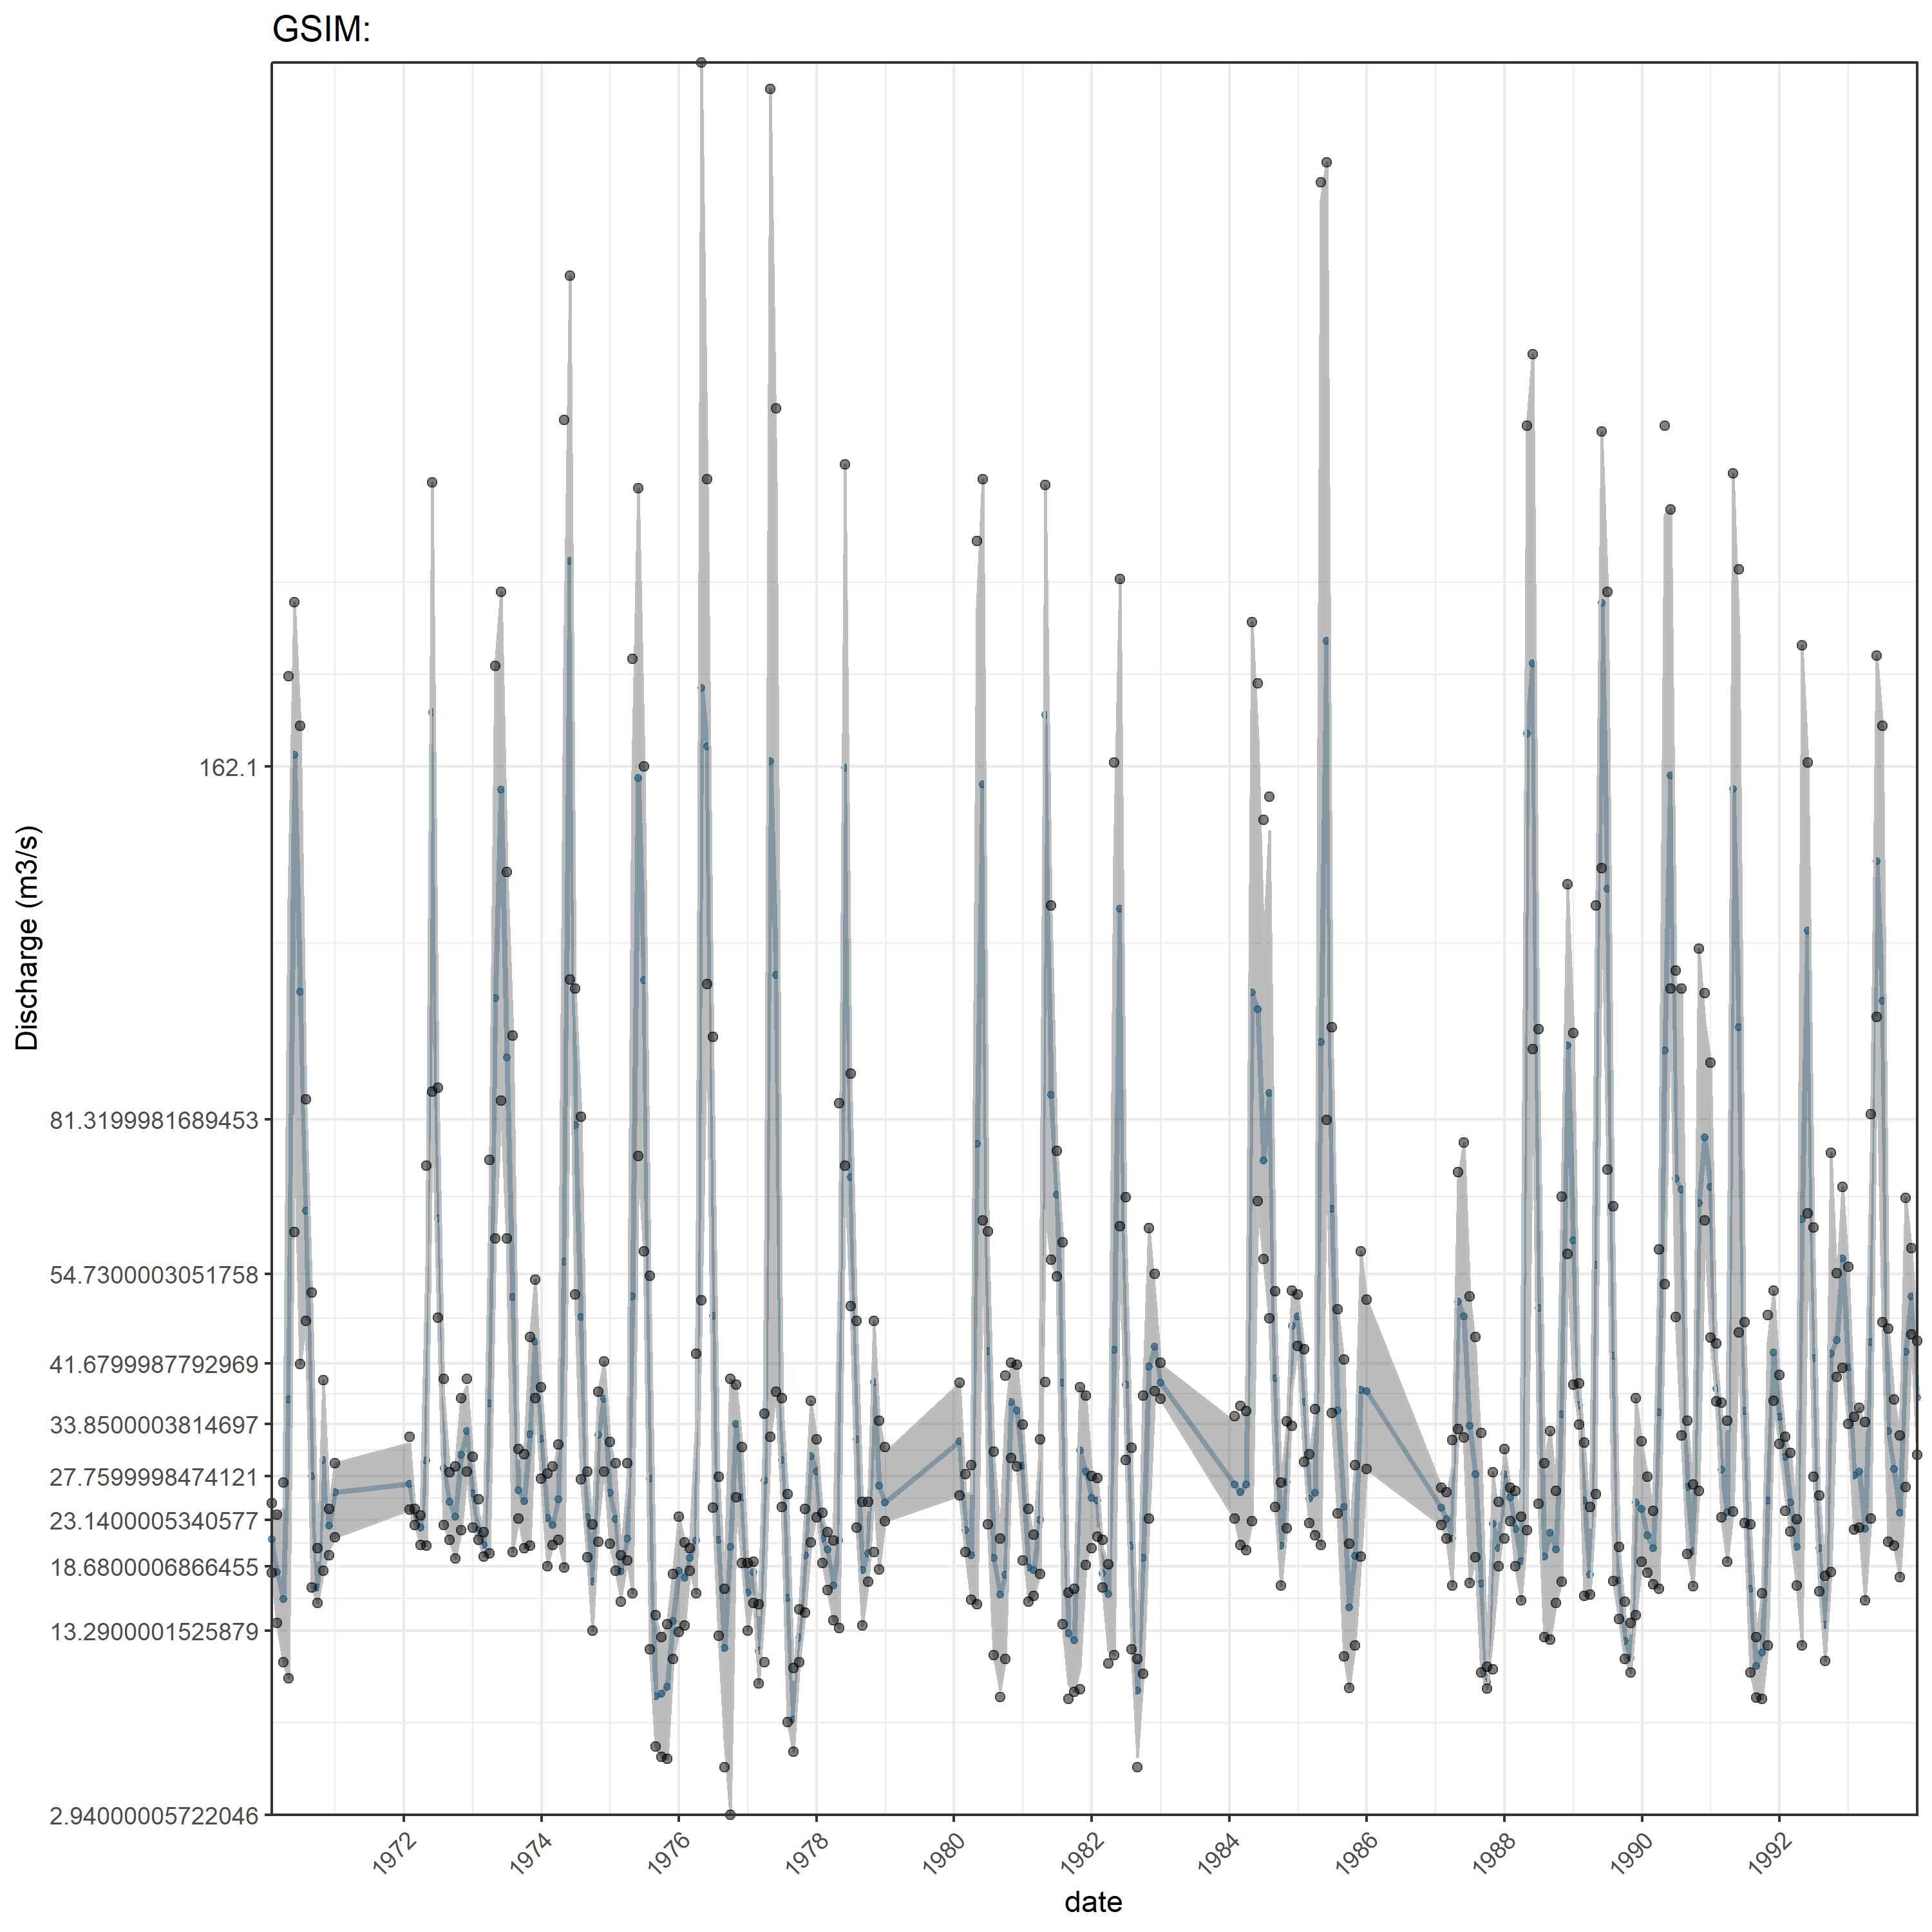 GSIM:
Discharge (m3/s)
162.1
81.3199981689453
54.7300003051758
41.6799987792969
33.8500003814697
27.7599998474121
23.1400005340577
18.6800006866455
13.2900001525879
2.94000005722046
1972 1974 1976 1978 1980 1982 1984 1986 1988 1990 1992
date